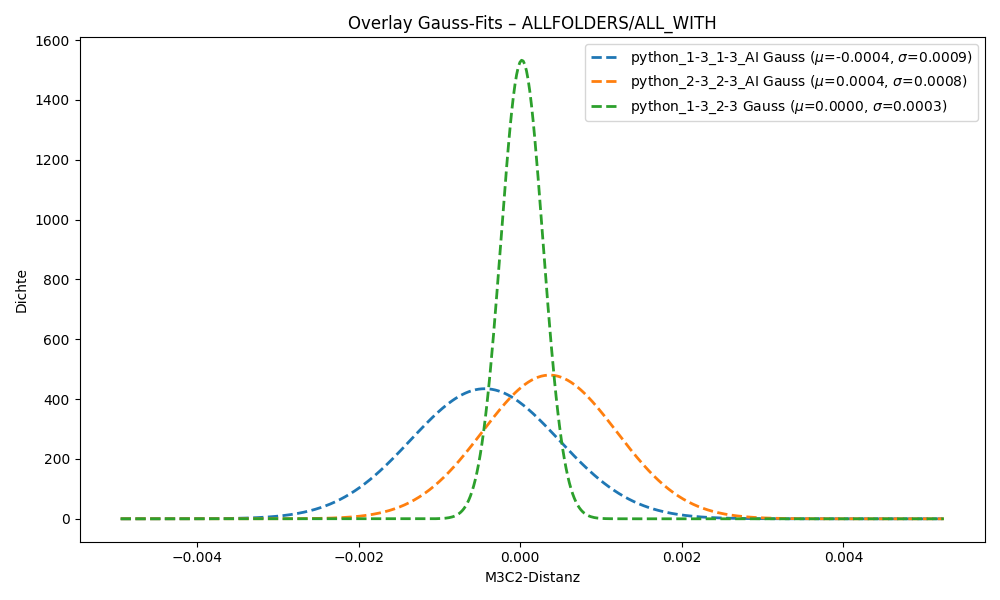 Overlay Gauss-Fits – ALLFOLDERS/ALL_WITH
python_1-3_1-3_AI Gauss (μ=-0.0004, σ=0.0009)
python_2-3_2-3_AI Gauss (μ=0.0004, σ=0.0008)
python_1-3_2-3 Gauss (μ=0.0000, σ=0.0003)
Dichte
1600
1400
1200
1000
800
600
400
200
0
−0.004 −0.002 0.000 0.002 0.004
M3C2-Distanz